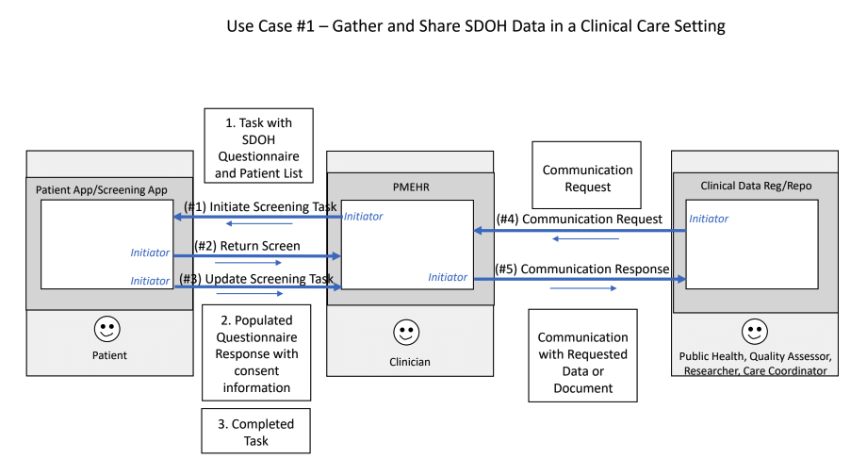 Use Case #1 – Gather and Share SDOH Data in a Clinical Care Setting
1. Task with
SDOH
Questionnaire
and Patient List
Communication
Request
Patient App/Screening App
PMEHR
Clinical Data Reg/Repo
(#1) Initiate Screening Task
Initiator
(#4) Communication Request
Initiator
Initiator
(#2) Return Screen
Initiator
(#3) Update Screening Task
Initiator
(#5) Communication Response
Patient
Clinician
Public Health, Quality Assessor,
Researcher, Care Coordinator
2. Populated
Questionnaire
Response with
consent
information
Communication
with Requested
Data or
Document
3. Completed
Task